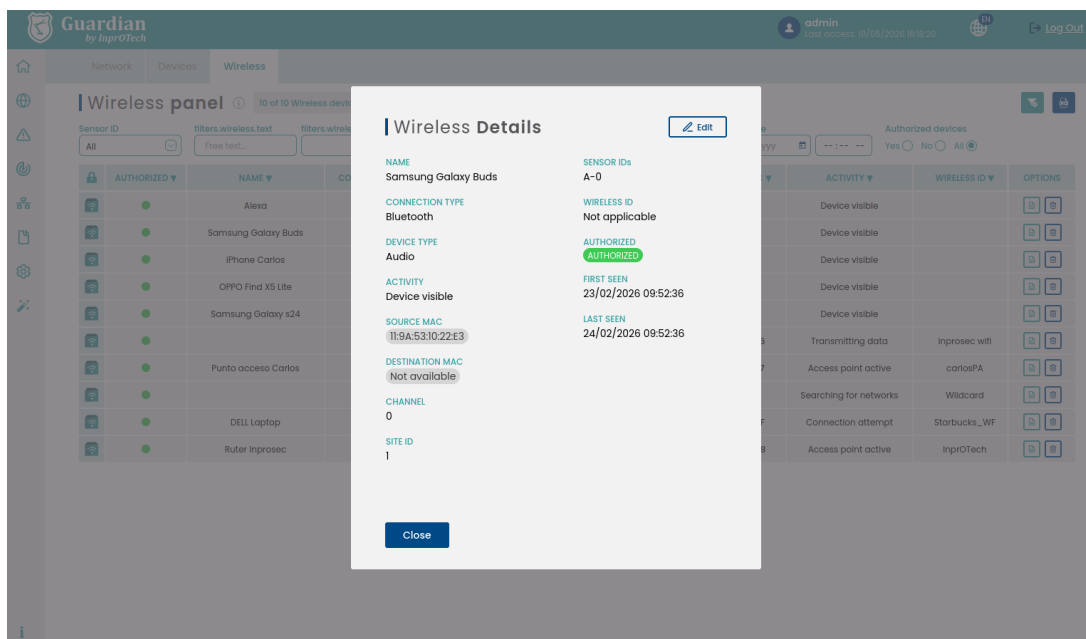 Guardian
by InprOTech
admin
Last access: 19/05/2026 16:18:20
EN
Log Out
Network
Devices
Wireless
Wireless panel
10 of 10 Wireless devic
Sensor ID
filters.wireless.text
filters.wirele
All
Free text...
yyy
--:-- --
Authorized devices
Yes
No
All
AUTHORIZED
NAME
CO
ACTIVITY
WIRELESS ID
OPTIONS
Alexa
Device visible
Samsung Galaxy Buds
Device visible
iPhone Carlos
Device visible
OPPO Find X5 Lite
Device visible
Samsung Galaxy s24
Device visible
Transmitting data
Inprosec wifi
Punto acceso Carlos
Access point active
carlosPA
Searching for networks
Wildcard
DELL Laptop
Connection attempt
Starbucks_WF
Ruter Inprosec
Access point active
InprOTech
Wireless Details
Edit
NAME
Samsung Galaxy Buds
SENSOR IDs
A-0
CONNECTION TYPE
Bluetooth
WIRELESS ID
Not applicable
DEVICE TYPE
Audio
AUTHORIZED
AUTHORIZED
ACTIVITY
Device visible
FIRST SEEN
23/02/2026 09:52:36
SOURCE MAC
11:9A:53:10:22:E3
LAST SEEN
24/02/2026 09:52:36
DESTINATION MAC
Not available
CHANNEL
0
SITE ID
1
Close